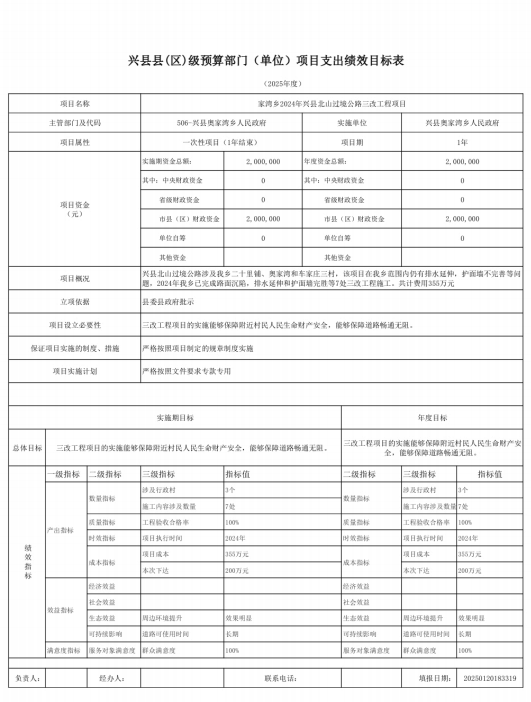 兴县县(区)级预算部门（单位）项目支出绩效目标表
（2025年度）
项目名称 家湾乡2024年兴县北山过境公路三改工程项目
主管部门及代码 506-兴县奥家湾乡人民政府 实施单位 兴县奥家湾乡人民政府
项目属性 一次性项目（1年结束） 项目期 1年
项目资金
（元）
实施期资金总额: 2,000,000 年度资金总额: 2,000,000
其中: 中央财政资金 0 其中: 中央财政资金 0
省级财政资金 0 省级财政资金 0
市县（区）财政资金 2,000,000 市县（区）财政资金 2,000,000
单位自筹 0 单位自筹 0
其他资金 其他资金
项目概况
兴县北山过境公路涉及我乡二十里铺、奥家湾和车家庄三村，该项目在我乡范围内仍有排水延伸，护面墙不完善等问
题，2024年我乡已完成路面沉陷，排水延伸和护面墙完胜等7处三改工程施工。共计费用355万元
立项依据 县委县政府批示
项目设立必要性 三改工程项目的实施能够保障附近村民人民生命财产安全，能够保障道路畅通无阻。
保证项目实施的制度、措施 严格按照项目制定的规章制度实施
项目实施计划 严格按照文件要求专款专用
实施期目标 年度目标
总体目标 三改工程项目的实施能够保障附近村民人民生命财产安全，能够保障道路畅通无阻。
三改工程项目的实施能够保障附近村民人民生命财产安
全，能够保障道路畅通无阻。
绩效指标
一级指标 二级指标 三级指标 指标值 二级指标 三级指标 指标值
产出指标 数量指标 涉及行政村 3个 数量指标 涉及行政村 3个
施工内容涉及数量 7处 施工内容涉及数量 7处
质量指标 工程验收合格率 100% 质量指标 工程验收合格率 100%
时效指标 项目执行时间 2024年 时效指标 项目执行时间 2024年
成本指标 项目成本 355万元 成本指标 项目成本 355万元
本次下达 200万元 本次下达 200万元
效益指标 经济效益 经济效益
社会效益 社会效益
生态效益 周边环境提升 效果明显 生态效益 周边环境提升 效果明显
可持续影响 道路可使用时间 长期 可持续影响 道路可使用时间 长期
满意度指标 服务对象满意度 群众满意度 100% 服务对象满意度 群众满意度 100%
负责人: 经办人: 联系电话: 填报日期: 20250120183319